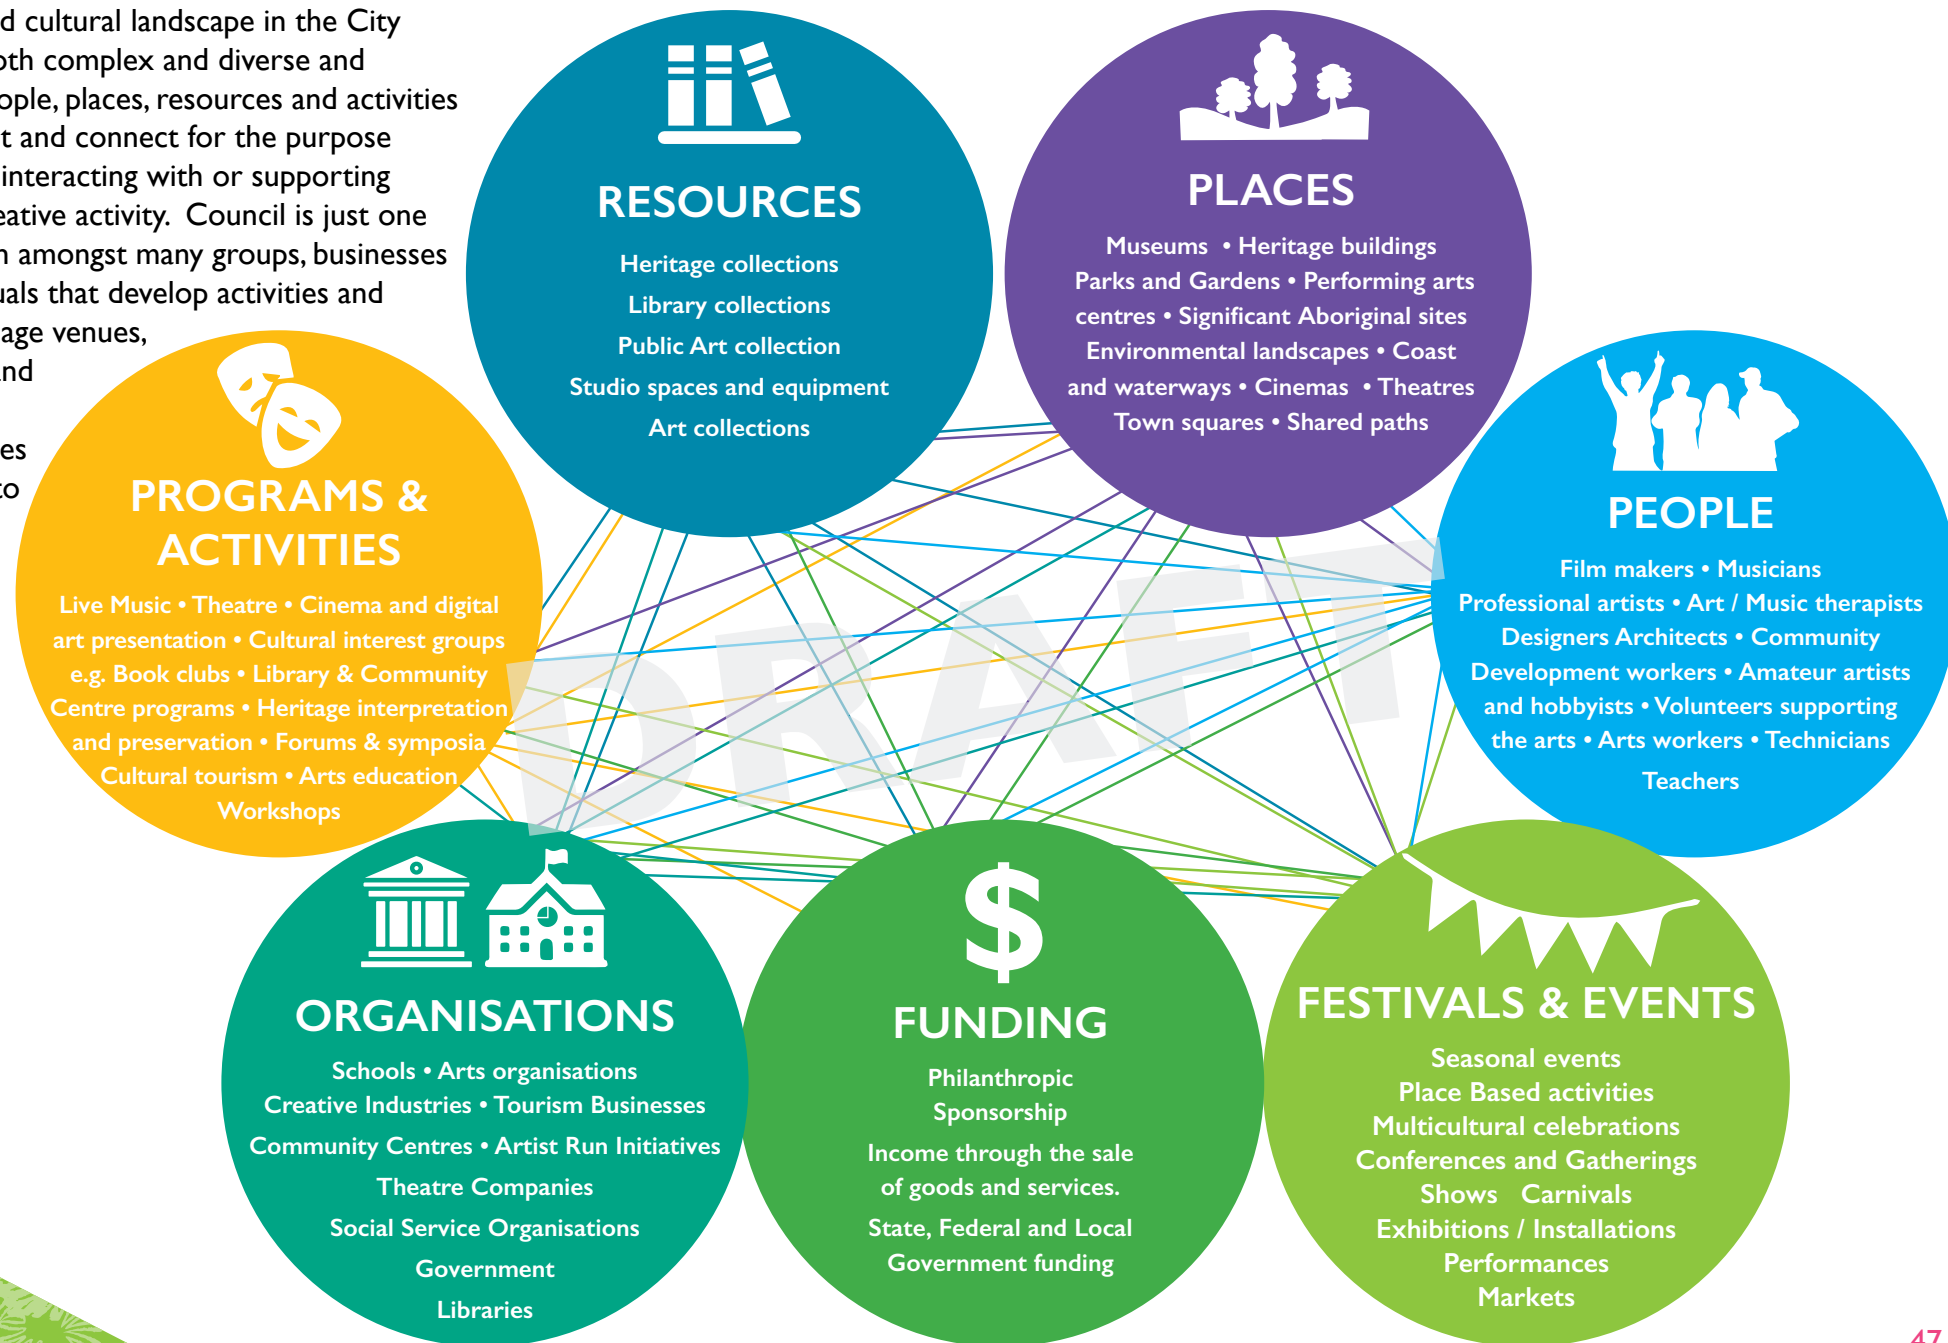 d cultural landscape in the City
oth complex and diverse and
ople, places, resources and activities
t and connect for the purpose
interacting with or supporting
eative activity. Council is just one
n amongst many groups, businesses
uals that develop activities and
age venues,
nd
es
to
RESOURCES
Heritage collections
Library collections
Public Art collection
Studio spaces and equipment
Art collections
PLACES
Museums • Heritage buildings
Parks and Gardens • Performing arts
centres • Significant Aboriginal sites
Environmental landscapes • Coast
and waterways • Cinemas • Theatres
Town squares • Shared paths
PROGRAMS &
ACTIVITIES
Live Music • Theatre • Cinema and digital
art presentation • Cultural interest groups
e.g. Book clubs • Library & Community
Centre programs • Heritage interpretation
and preservation • Forums & symposia
Cultural tourism • Arts education
Workshops
PEOPLE
Film makers • Musicians
Professional artists • Art / Music therapists
Designers Architects • Community
Development workers • Amateur artists
and hobbyists • Volunteers supporting
the arts • Arts workers • Technicians
Teachers
DRAFT
ORGANISATIONS
Schools • Arts organisations
Creative Industries • Tourism Businesses
Community Centres • Artist Run Initiatives
Theatre Companies
Social Service Organisations
Government
Libraries
$
FUNDING
Philanthropic
Sponsorship
Income through the sale
of goods and services.
State, Federal and Local
Government funding
FESTIVALS & EVENTS
Seasonal events
Place Based activities
Multicultural celebrations
Conferences and Gatherings
Shows Carnivals
Exhibitions / Installations
Performances
Markets
47